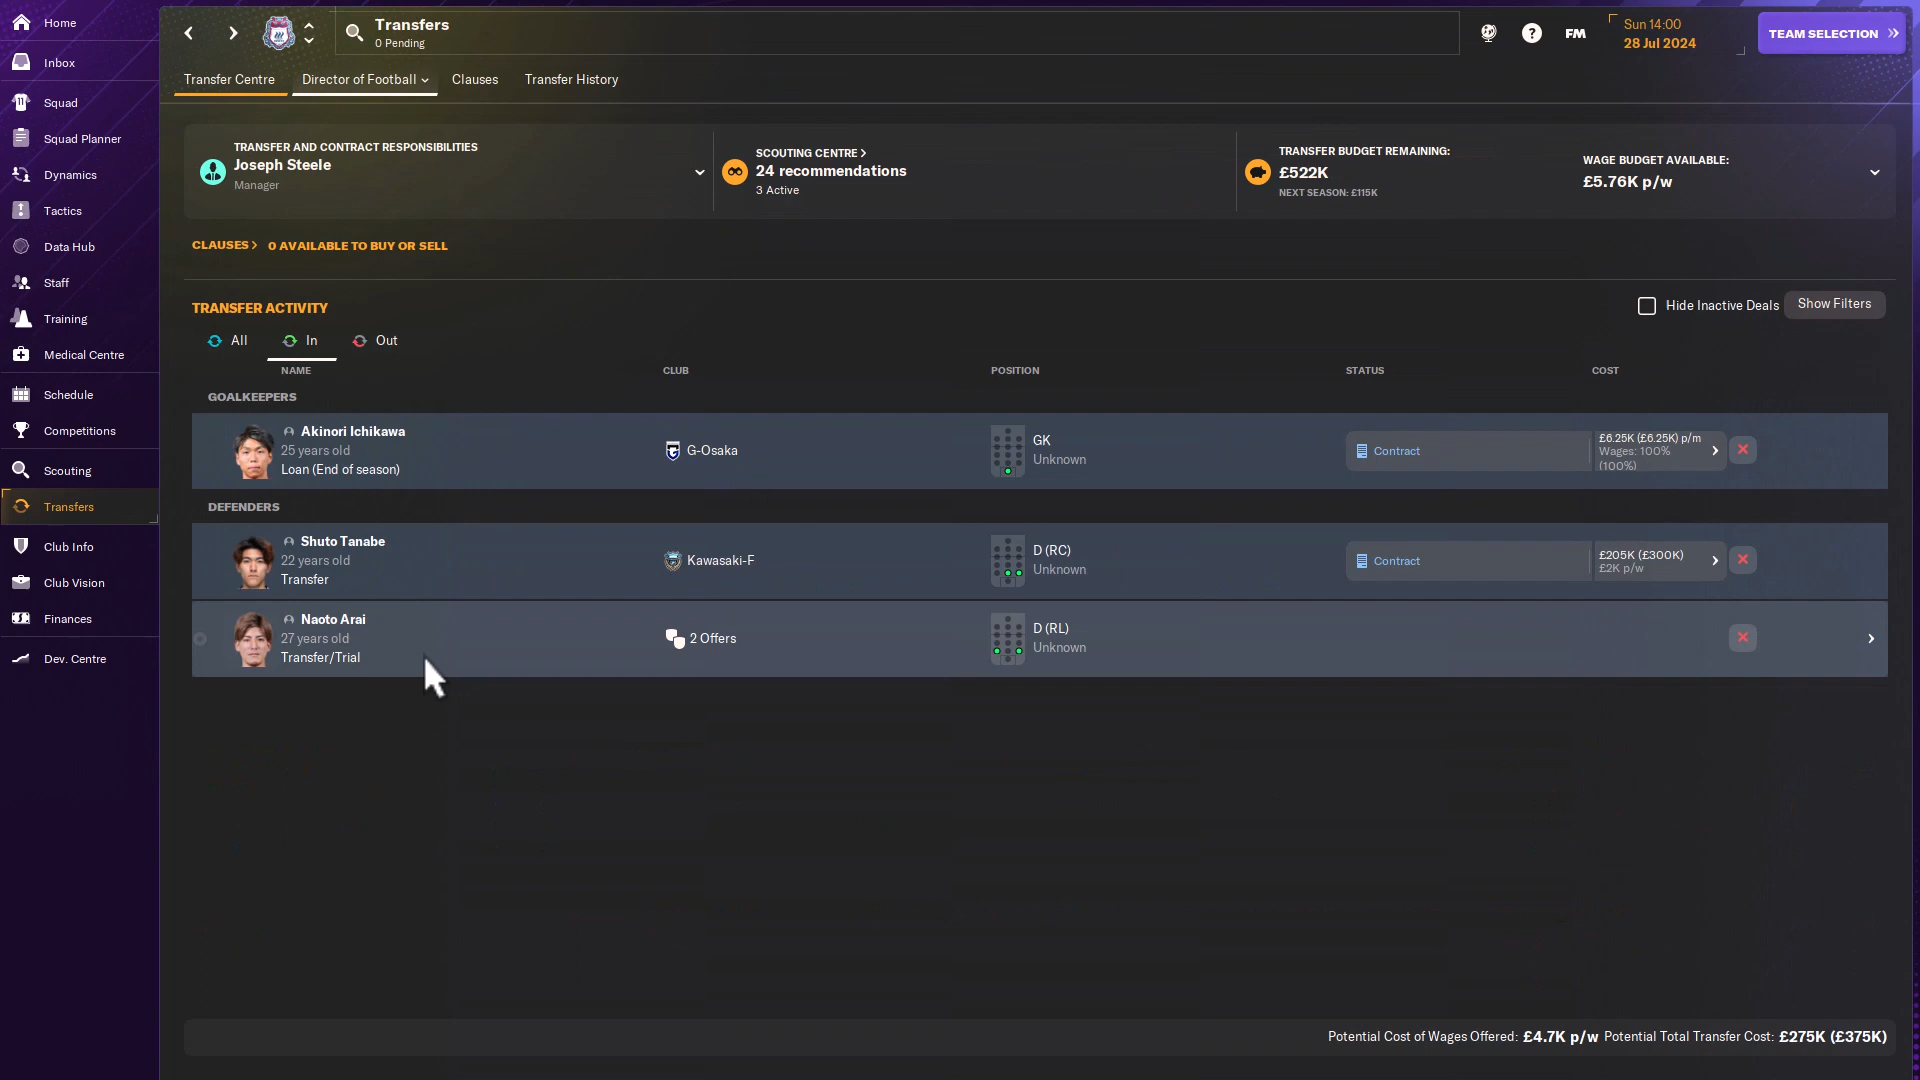 Home
Inbox
Squad
Squad Planner
Dynamics
Tactics
Data Hub
Staff
Training
Medical Centre
Schedule
Competitions
Scouting
Transfers
Club Info
Club Vision
Finances
Dev. Centre
Transfers
0 Pending
FM
Sun 14:00
28 Jul 2024
TEAM SELECTION
Transfer Centre
Director of Football
Clauses
Transfer History
TRANSFER AND CONTRACT RESPONSIBILITIES
Joseph Steele
Manager
SCOUTING CENTRE >
24 recommendations
3 Active
TRANSFER BUDGET REMAINING:
£522K
NEXT SEASON: £115K
WAGE BUDGET AVAILABLE:
£5.76K p/w
CLAUSES > 0 AVAILABLE TO BUY OR SELL
TRANSFER ACTIVITY
Hide Inactive Deals
Show Filters
All
In
Out
NAME CLUB POSITION STATUS COST
GOALKEEPERS
Akinori Ichikawa
25 years old
Loan (End of season)
G-Osaka
GK
Unknown
Contract
£6.25K (£6.25K) p/m
Wages: 100%
(100%)
DEFENDERS
Shuto Tanabe
22 years old
Transfer
Kawasaki-F
D (RC)
Unknown
Contract
£205K (£300K)
£2K p/w
Naoto Arai
27 years old
Transfer/Trial
2 Offers
D (RL)
Unknown
Potential Cost of Wages Offered: £4.7K p/w Potential Total Transfer Cost: £275K (£375K)